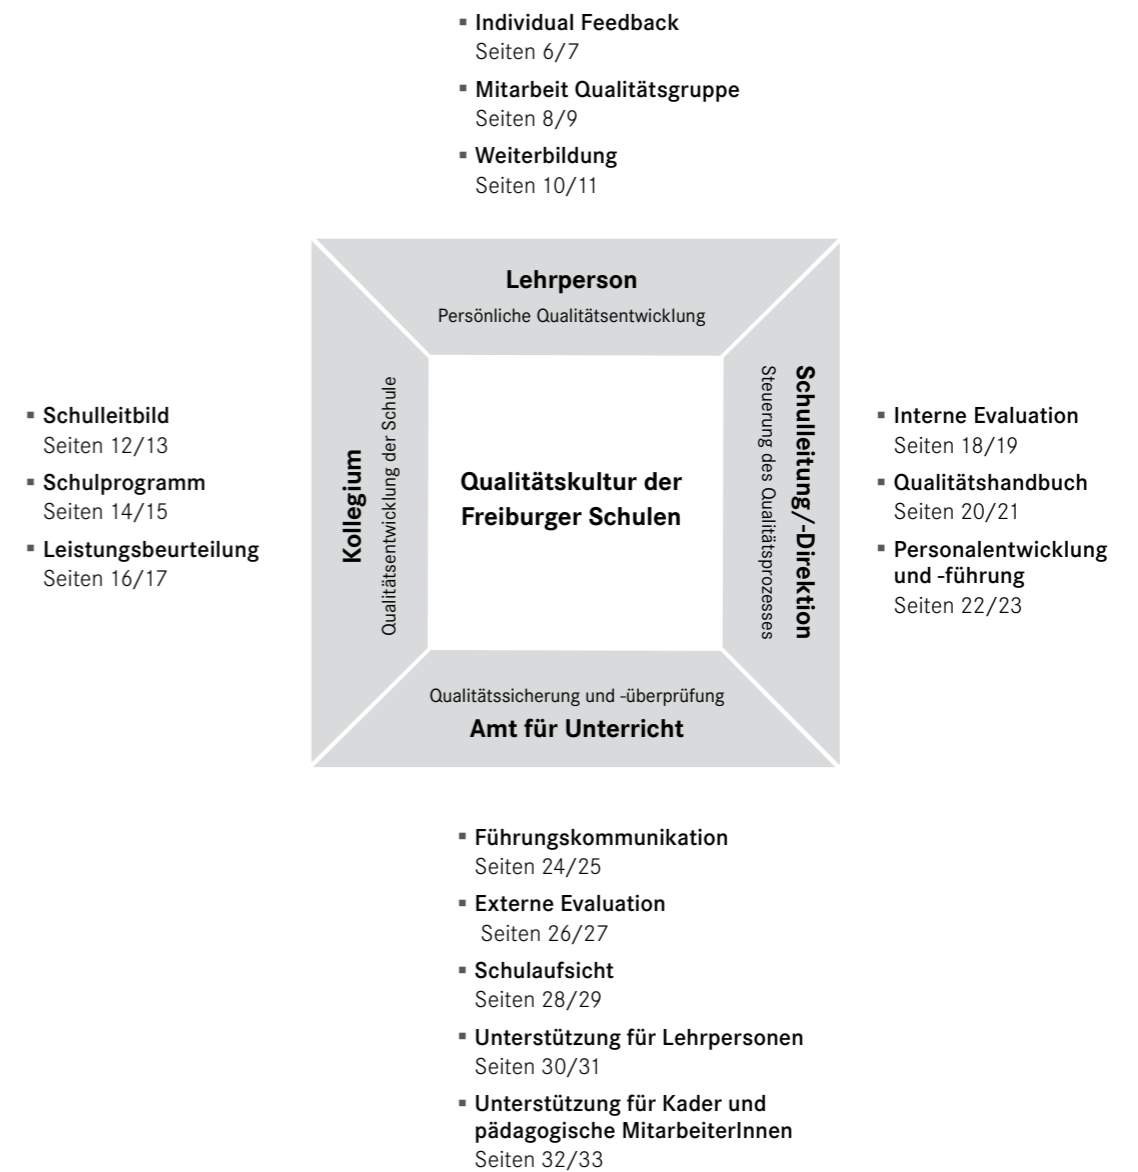 ▪ Individual Feedback
Seiten 6/7
▪ Mitarbeit Qualitätsgruppe
Seiten 8/9
▪ Weiterbildung
Seiten 10/11
Lehrperson
Persönliche Qualitätsentwicklung
▪ Schulleitbild
Seiten 12/13
▪ Schulprogramm
Seiten 14/15
▪ Leistungsbeurteilung
Seiten 16/17
Kollegium
Qualitätsentwicklung der Schule
Qualitätskultur der
Freiburger Schulen
Schulleitung/-Direktion
Steuerung des Qualitätsprozesses
▪ Interne Evaluation
Seiten 18/19
▪ Qualitätshandbuch
Seiten 20/21
▪ Personalentwicklung
und -führung
Seiten 22/23
Qualitätssicherung und -überprüfung
Amt für Unterricht
▪ Führungskommunikation
Seiten 24/25
▪ Externe Evaluation
Seiten 26/27
▪ Schulaufsicht
Seiten 28/29
▪ Unterstützung für Lehrpersonen
Seiten 30/31
▪ Unterstützung für Kader und
pädagogische MitarbeiterInnen
Seiten 32/33